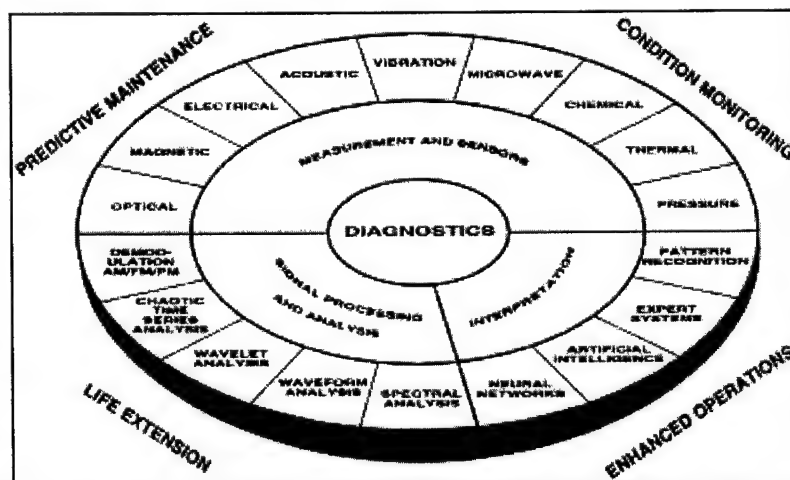 PREDICTIVE MAINTENANCE
CONDITION MONITORING
OPTICAL
MAGNETIC
ELECTRICAL
ACOUSTIC
VIBRATION
MICROWAVE
CHEMICAL
THERMAL
PRESSURE
MEASUREMENT AND SENSORS
DIAGNOSTICS
SIGNAL PROCESSING
AND ANALYSIS
INTERPRETATION
DEMOD-
ULATION
AM/FM/PM
CHAOTIC
TIME
SERIES
ANALYSIS
WAVELET
ANALYSIS
WAVEFORM
ANALYSIS
SPECTRAL
ANALYSIS
NEURAL
NETWORKS
ARTIFICIAL
INTELLIGENCE
EXPERT
SYSTEMS
PATTERN
RECOGNITION
LIFE EXTENSION
ENHANCED OPERATIONS